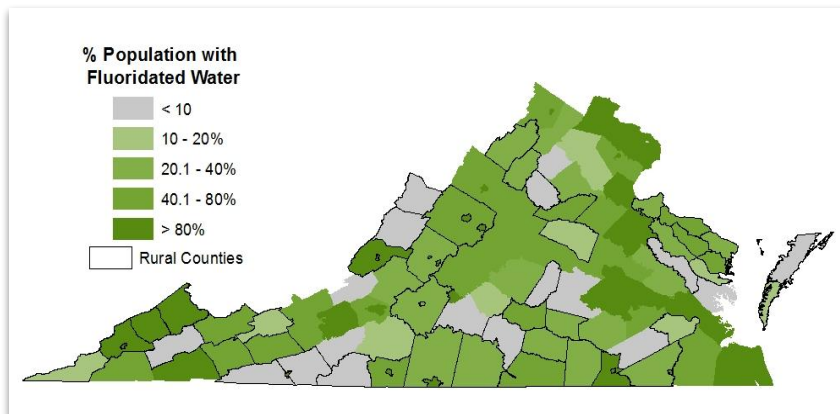 % Population with
Fluoridated Water
< 10
10 - 20%
20.1 - 40%
40.1 - 80%
> 80%
Rural Counties